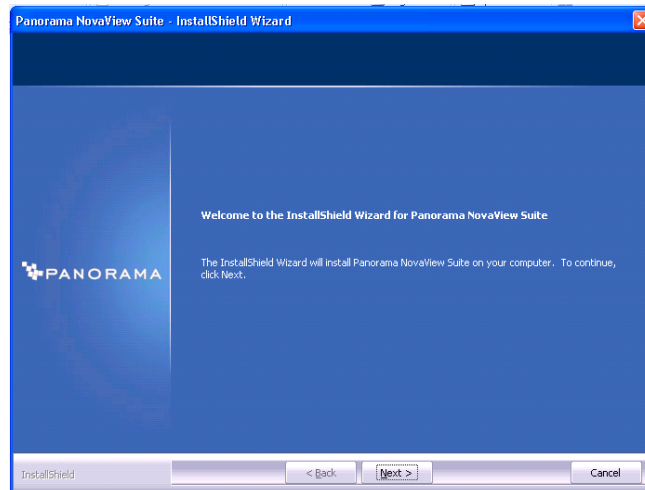 Panorama NovaView Suite - InstallShield Wizard
Welcome to the InstallShield Wizard for Panorama NovaView Suite
The InstallShield Wizard will install Panorama NovaView Suite on your computer. To continue,
click Next.
PANORAMA
InstallShield
< Back
Next >
Cancel